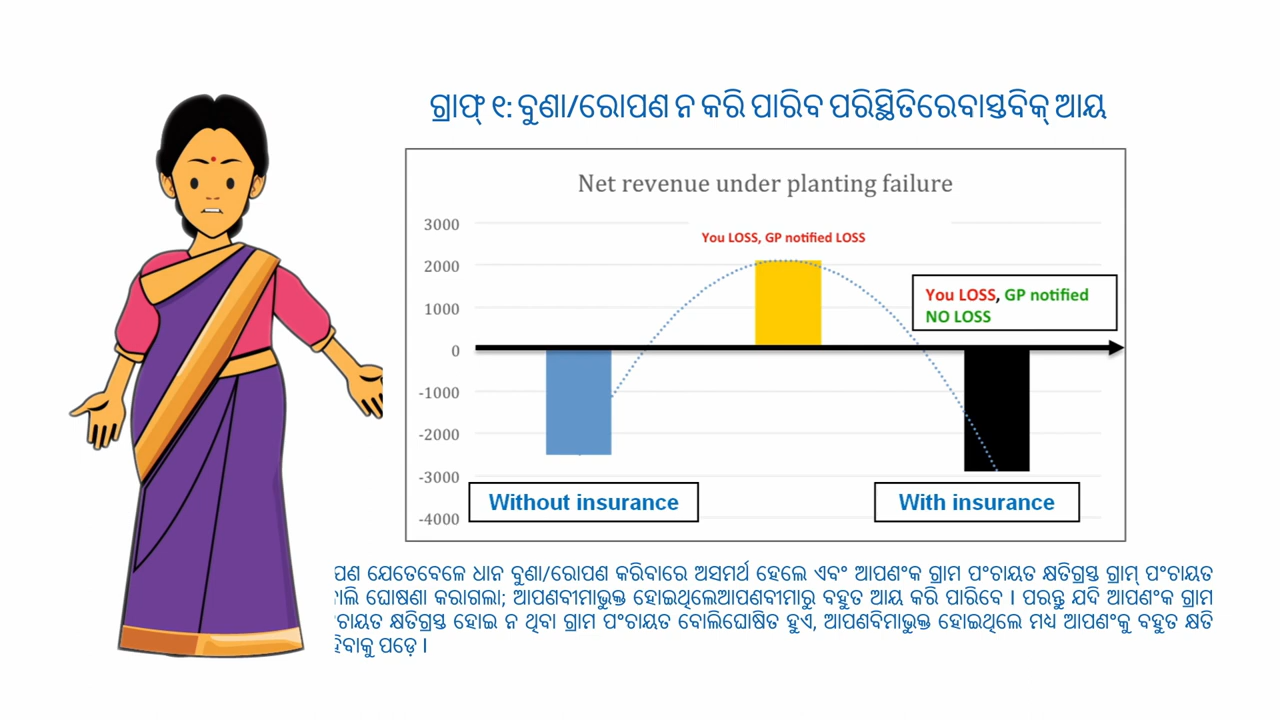 ଗ୍ରାଫ୍ ୧: ବୁଣା/ରୋପଣ ନ କରି ପାରିବ ପରିସ୍ଥିତିରେବାସ୍ତବିକ୍ ଆୟ
Net revenue under planting failure
3000
You LOSS, GP notified LOSS
2000
You LOSS, GP notified
NO LOSS
1000
0
-1000
-2000
-3000
Without insurance
With insurance
-4000
ପଣ ଯେତେବେଳେ ଧାନ ବୁଣା/ରୋପଣ କରିବାରେ ଅସମର୍ଥ ହେଲେ ଏବଂ ଆପଣଂକ ଗ୍ରାମ ପଂଚାୟତ କ୍ଷତିଗ୍ରସ୍ତ ଗ୍ରାମ୍ ପଂଚାୟତ
ାଲି ଘୋଷଣା କରାଗଲା; ଆପଣବୀମାଭୁକ୍ତ ହୋଇଥିଲେଆପଣବୀମାରୁ ବହୁତ ଆୟ କରି ପାରିବେ । ପରନ୍ତୁ ଯଦି ଆପଣଂକ ଗ୍ରାମ
ଂଚାୟତ କ୍ଷତିଗ୍ରସ୍ତ ହୋଇ ନ ଥିବା ଗ୍ରାମ ପଂଚାୟତ ବୋଲିଘୋଷିତ ହୁଏ, ଆପଣବିମାଭୁକ୍ତ ହୋଇଥିଲେ ମଧ୍ୟ ଆପଣଂକୁ ବହୁତ କ୍ଷତି
ହିବାକୁ ପଡ଼େ ।